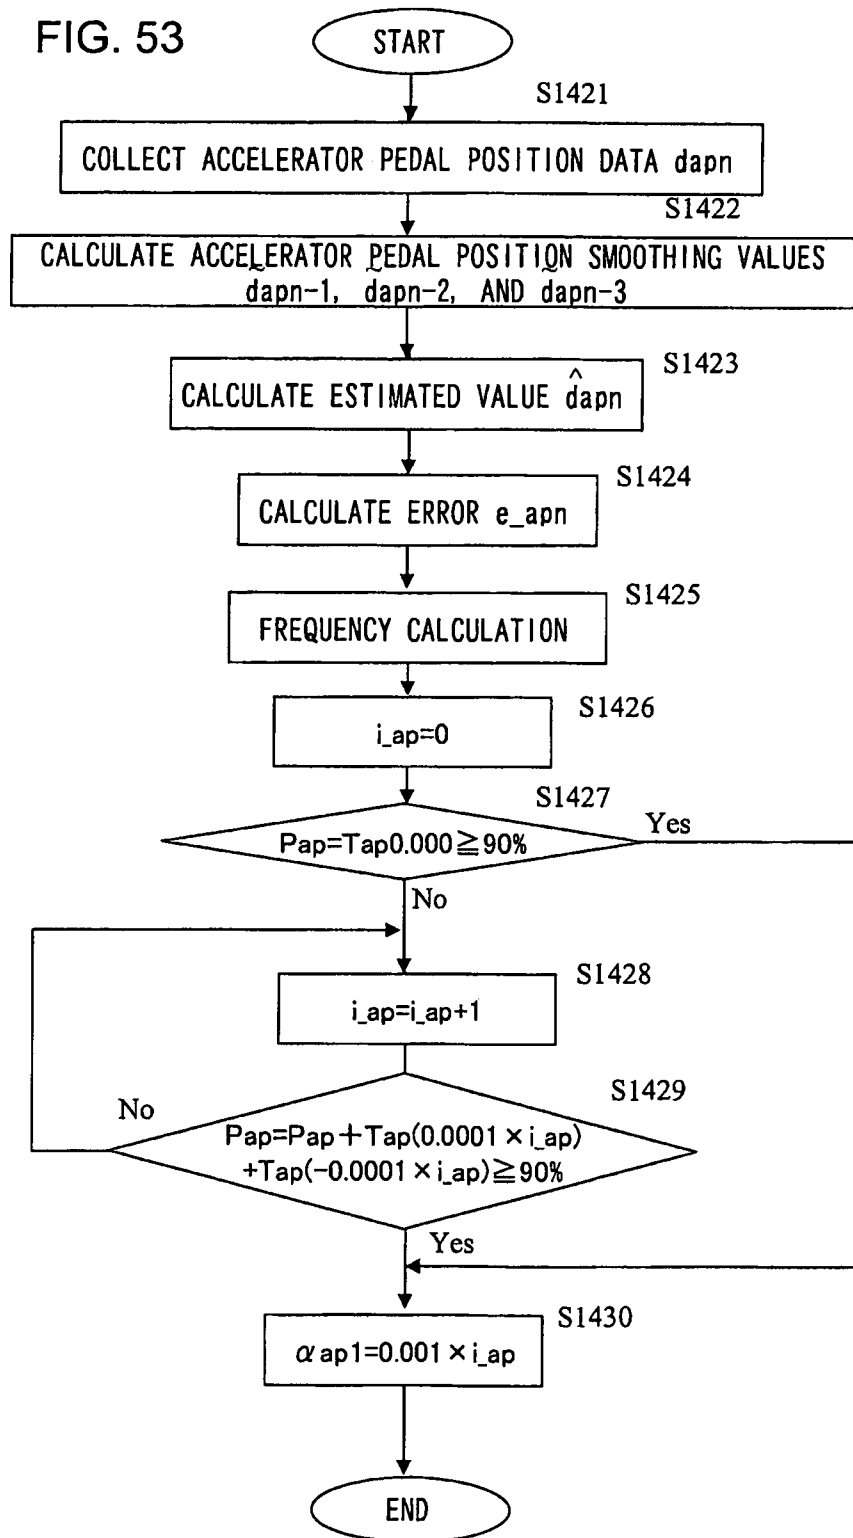 FIG. 53
START
S1421
COLLECT ACCELERATOR PEDAL POSITION DATA dapn
S1422
CALCULATE ACCELERATOR PEDAL POSITION SMOOTHING VALUES
d̃apn-1, d̃apn-2, AND d̃apn-3
S1423
CALCULATE ESTIMATED VALUE d̂apn
S1424
CALCULATE ERROR e_apn
S1425
FREQUENCY CALCULATION
S1426
i_ap=0
S1427
Pap=Tap0.000≧90%
Yes
No
S1428
i_ap=i_ap+1
S1429
No
Pap=Pap+Tap(0.0001×i_ap)
+Tap(-0.0001×i_ap)≧90%
Yes
S1430
αap1=0.001×i_ap
END